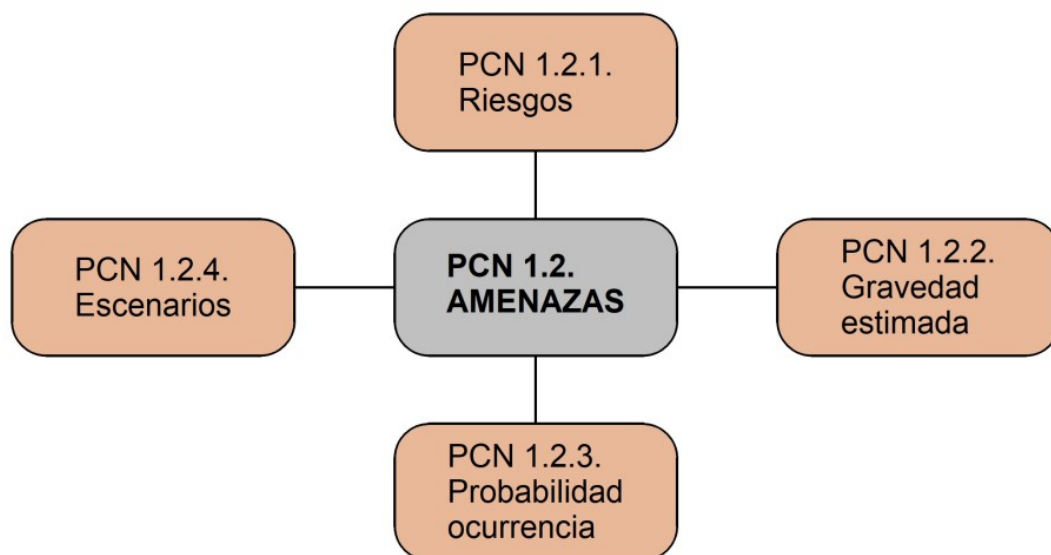 PCN 1.2.1.
Riesgos
PCN 1.2.4.
Escenarios
PCN 1.2.
AMENAZAS
PCN 1.2.2.
Gravedad
estimada
PCN 1.2.3.
Probabilidad
ocurrencia